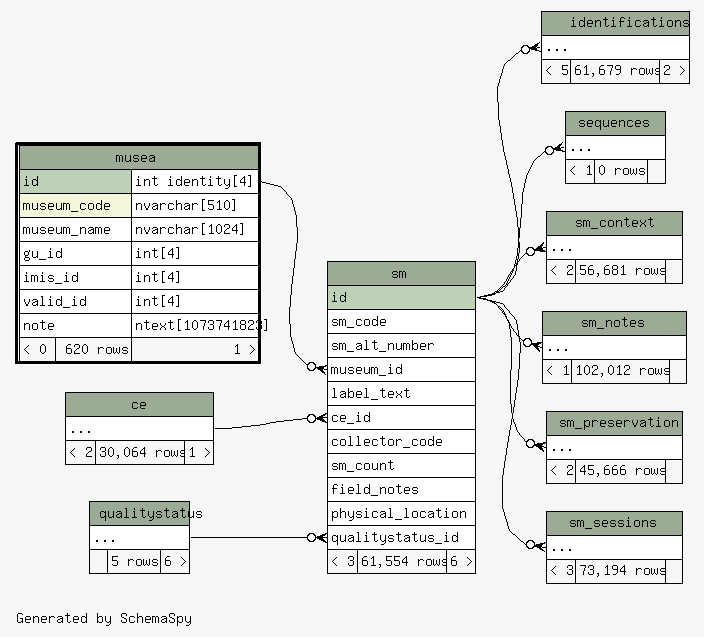 identifications
...
< 5 61,679 rows 2 >
sequences
...
< 1 0 rows
musea
id int identity[4]
museum_code nvarchar[510]
museum_name nvarchar[1024]
gu_id int[4]
imis_id int[4]
valid_id int[4]
note ntext[1073741823]
< 0 620 rows 1 >
sm_context
...
< 2 56,681 rows
sm
id
sm_code
sm_alt_number
museum_id
label_text
ce_id
collector_code
sm_count
field_notes
physical_location
qualitystatus_id
< 3 61,554 rows 6 >
sm_notes
...
< 1 102,012 rows
ce
...
< 2 30,064 rows 1 >
sm_preservation
...
< 2 45,666 rows
qualitystatus
...
5 rows 6 >
sm_sessions
...
< 3 73,194 rows
Generated by SchemaSpy